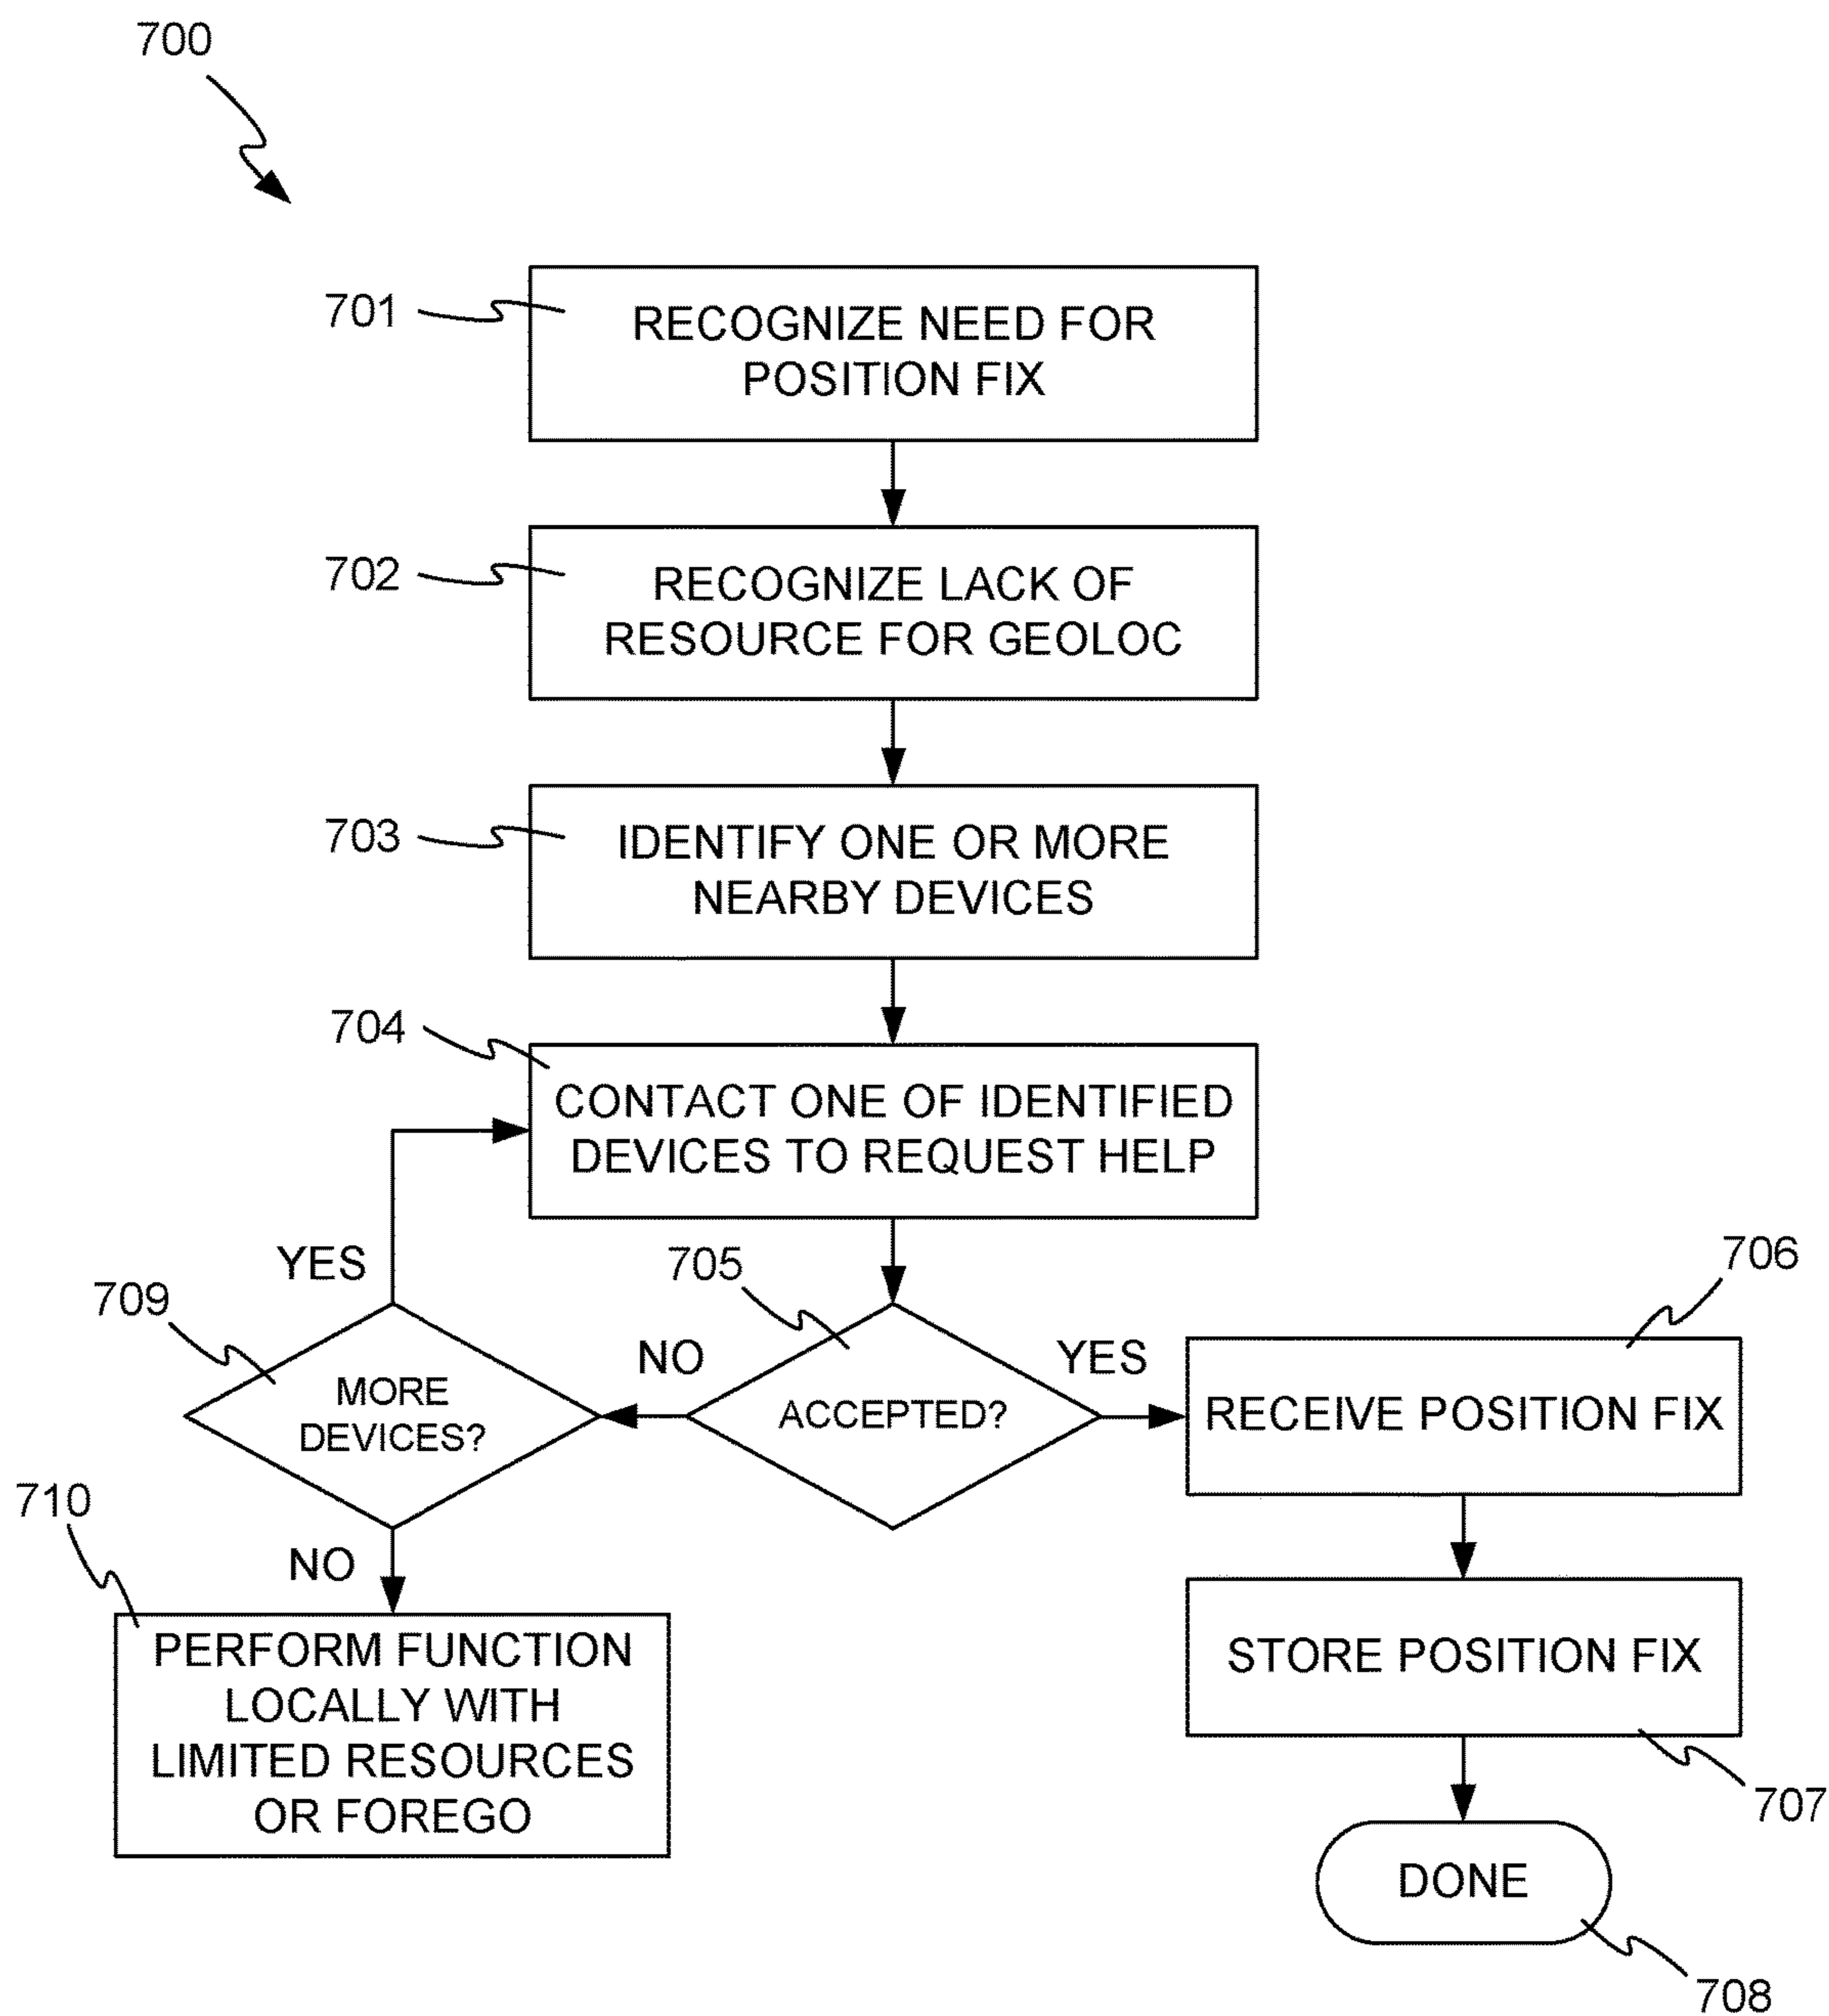 700
701
RECOGNIZE NEED FOR
POSITION FIX
702
RECOGNIZE LACK OF
RESOURCE FOR GEOLOC
703
IDENTIFY ONE OR MORE
NEARBY DEVICES
704
CONTACT ONE OF IDENTIFIED
DEVICES TO REQUEST HELP
705
ACCEPTED?
YES
706
RECEIVE POSITION FIX
STORE POSITION FIX
707
DONE
708
NO
709
MORE
DEVICES?
YES
NO
710
PERFORM FUNCTION
LOCALLY WITH
LIMITED RESOURCES
OR FOREGO